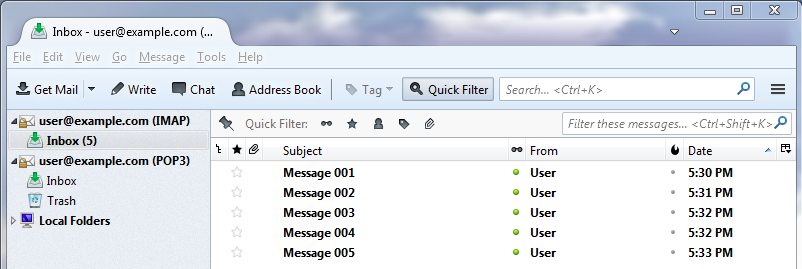 Inbox - user@example.com (
File Edit View Go Message Tools Help
Get Mail Write Chat Address Book Tag Quick Filter Search... <Ctrl+K>
user@example.com (IMAP)
Inbox (5)
user@example.com (POP3)
Inbox
Trash
Local Folders
Quick Filter: Filter these messages... <Ctrl+Shift+K>
Subject From Date
Message 001 User 5:30 PM
Message 002 User 5:31 PM
Message 003 User 5:32 PM
Message 004 User 5:32 PM
Message 005 User 5:33 PM